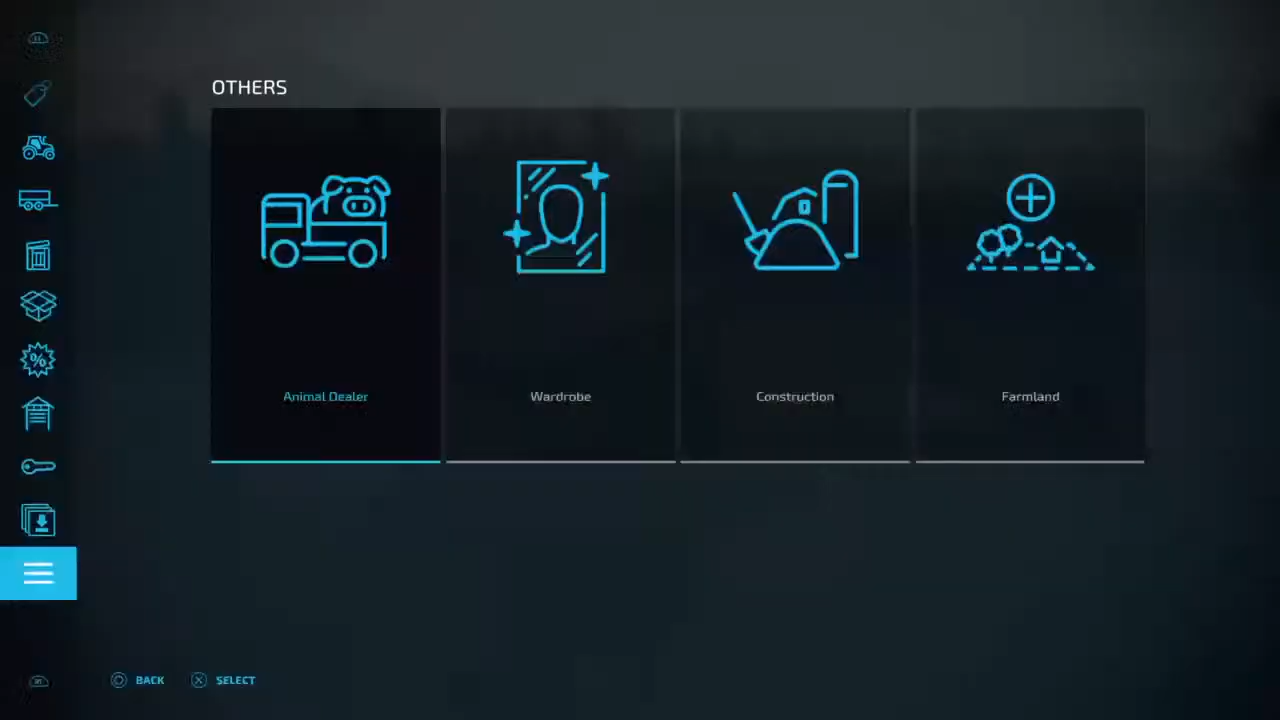 OTHERS
Animal Dealer
Wardrobe
Construction
Farmland
BACK
SELECT